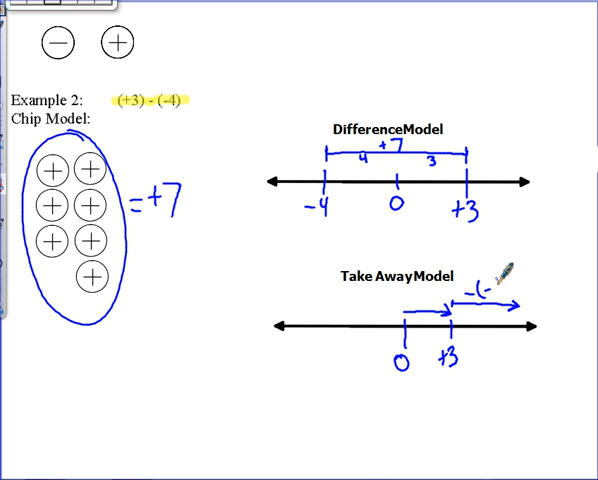 − +
Example 2: (+3) - (-4)
Chip Model:
+ +
+ +
+ +
+
= +7
DifferenceModel
+7
4 3
-4 0 +3
Take AwayModel
-(-
0 +3